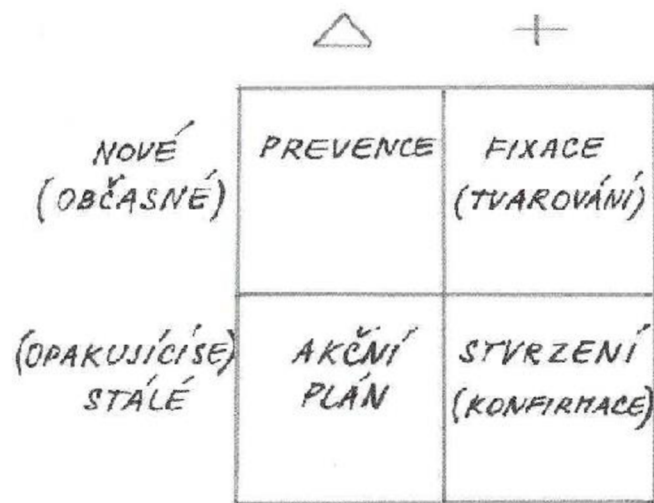 △ +
NOVÉ PREVENCE FIXACE
(OBČASNÉ) (TVAROVÁNÍ)
(OPAKUJÍCÍ SE) AKČNÍ STVRZENÍ
STÁLÉ PLÁN (KONFIRMACE)